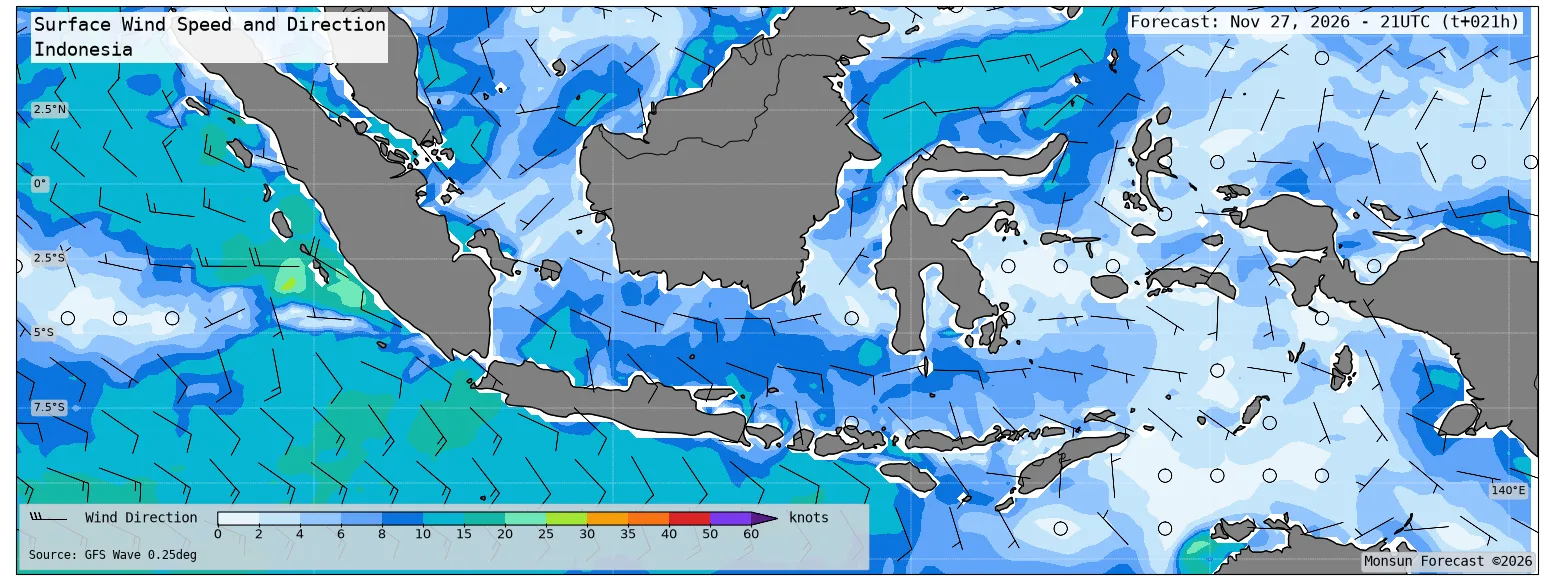 Surface Wind Speed and Direction
Indonesia
Forecast: Nov 27, 2026 - 21UTC (t+021h)
2.5°N
0°
2.5°S
5°S
7.5°S
140°E
Wind Direction
0 2 4 6 8 10 15 20 25 30 35 40 50 60 knots
Source: GFS Wave 0.25deg
Monsun Forecast ©2026